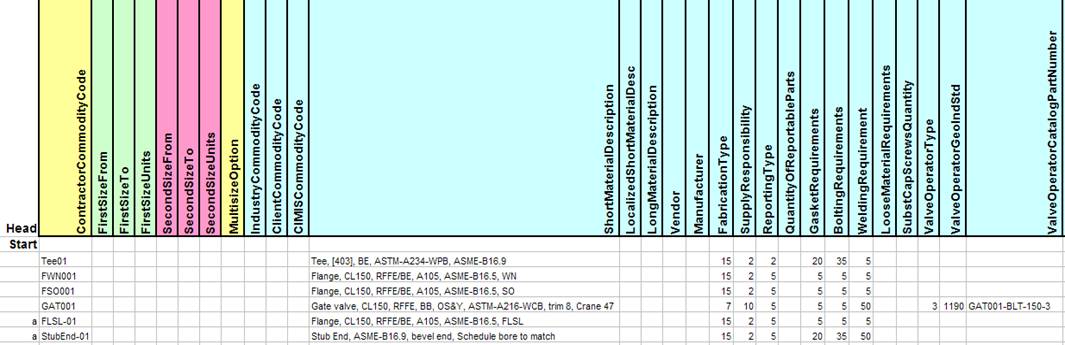 Head
ContractorCommodityCode
FirstSizeFrom
FirstSizeTo
FirstSizeUnits
SecondSizeFrom
SecondSizeTo
SecondSizeUnits
MultisizeOption
IndustryCommodityCode
ClientCommodityCode
CIMISCommodityCode
ShortMaterialDescription
LocalizedShortMaterialDesc
LongMaterialDescription
Vendor
Manufacturer
FabricationType
SupplyResponsibility
ReportingType
QuantityOfReportableParts
GasketRequirements
BoltingRequirements
WeldingRequirement
LooseMaterialRequirements
SubstCapScrewsQuantity
ValveOperatorType
ValveOperatorGeoIndStd
ValveOperatorCatalogPartNumber
Start
Tee01 Tee, [403], BE, ASTM-A234-WPB, ASME-B16.9 15 2 2 20 35 5
FWN001 Flange, CL150, RFFE/BE, A105, ASME-B16.5, WN 15 2 5 5 5 5
FSO001 Flange, CL150, RFFE/BE, A105, ASME-B16.5, SO 15 2 5 5 5 5
GAT001 Gate valve, CL150, RFFE, BB, OS&Y, ASTM-A216-WCB, trim 8, Crane 47 7 10 5 5 5 50 3 1190 GAT001-BLT-150-3
a FLSL-01 Flange, CL150, RFFE/BE, A105, ASME-B16.5, FLSL 15 2 5 5 5 5
a StubEnd-01 Stub End, ASME-B16.9, bevel end, Schedule bore to match 15 2 5 20 35 50